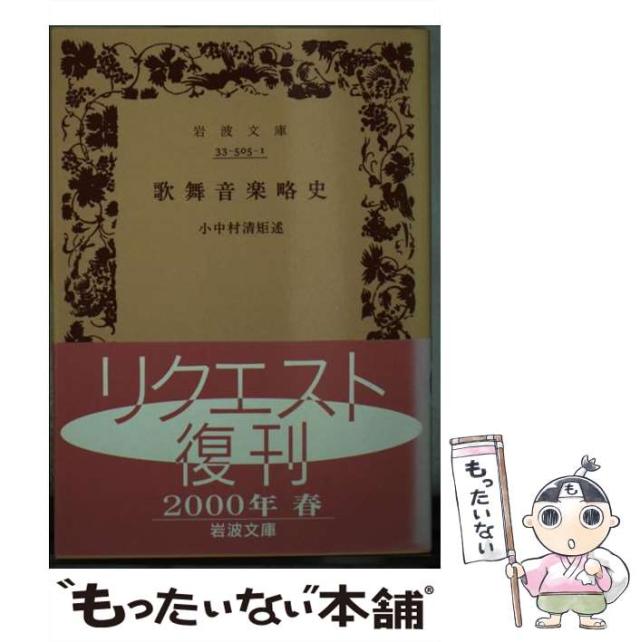 岩波文庫
33-505-1
歌舞音楽略史
小中村清矩述
リクエスト
復刊
2000年 春
岩波文庫
もったいない
も
"もったいない"本舗®